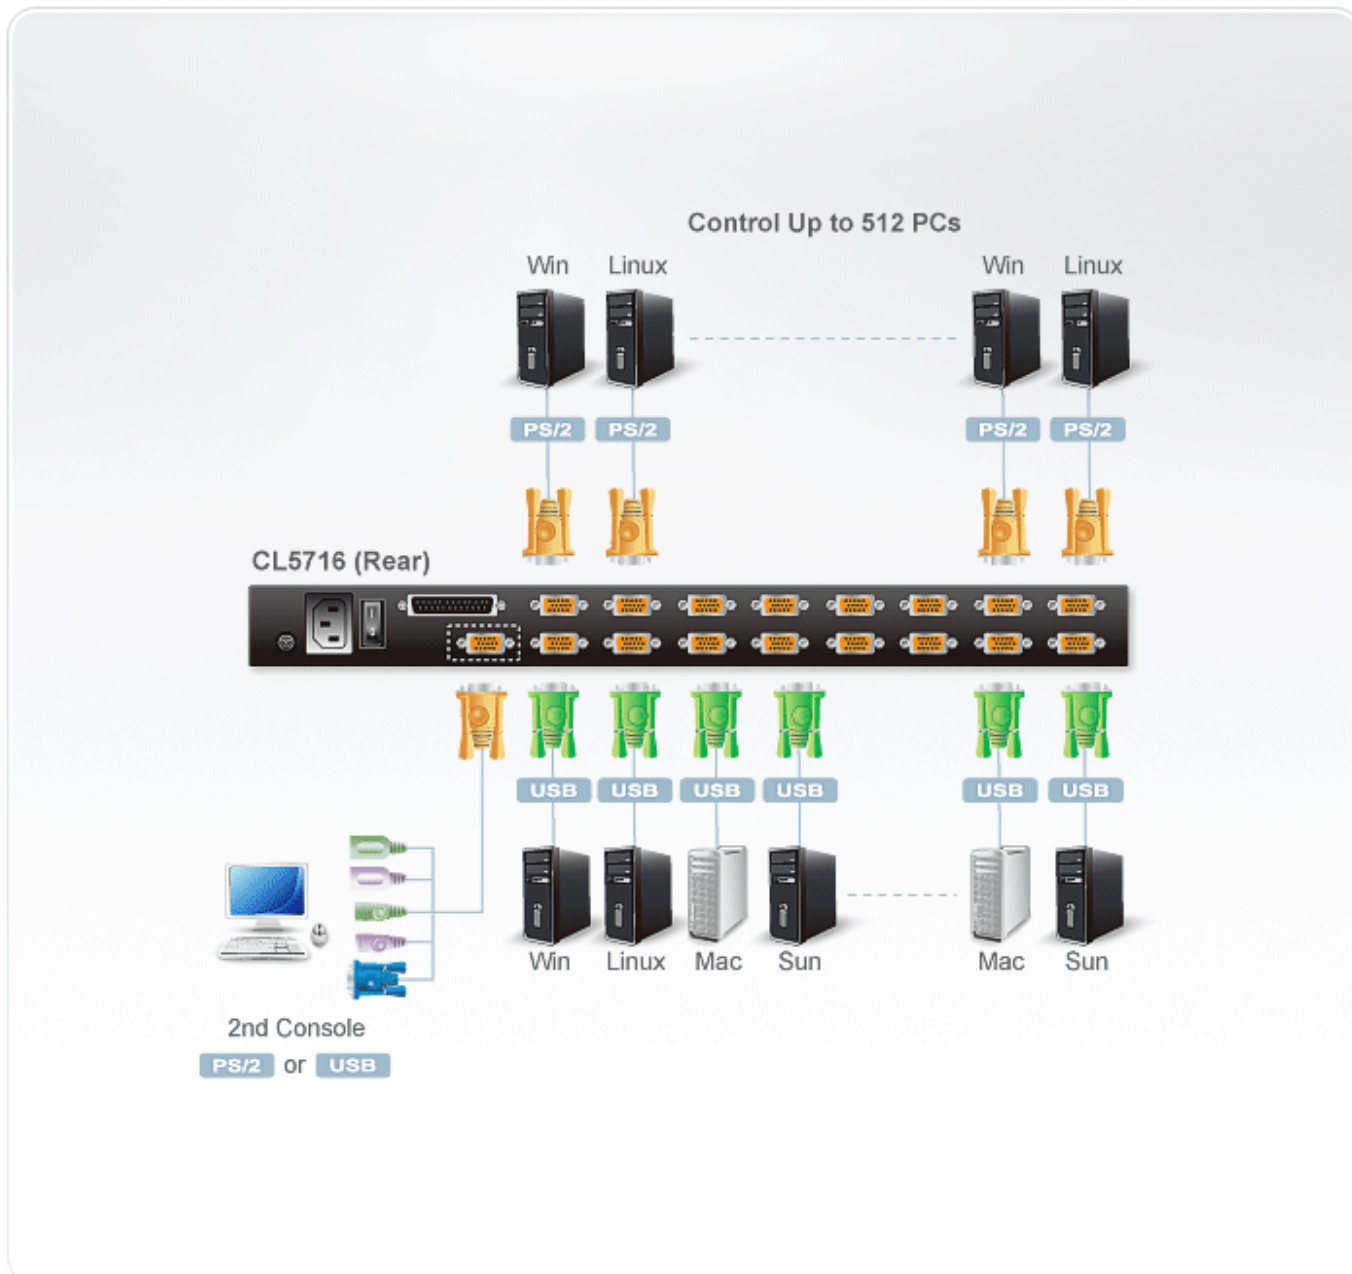 Control Up to 512 PCs
Win Linux Win Linux
PS/2 PS/2 PS/2 PS/2
CL5716 (Rear)
USB USB USB USB USB USB
Win Linux Mac Sun Mac Sun
2nd Console
PS/2 or USB